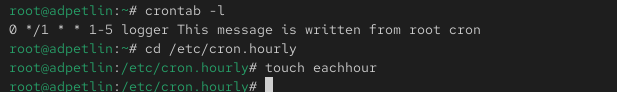 root@adpetlin:~# crontab -l
0 */1 * * 1-5 logger This message is written from root cron
root@adpetlin:~# cd /etc/cron.hourly
root@adpetlin:/etc/cron.hourly# touch eachhour
root@adpetlin:/etc/cron.hourly#